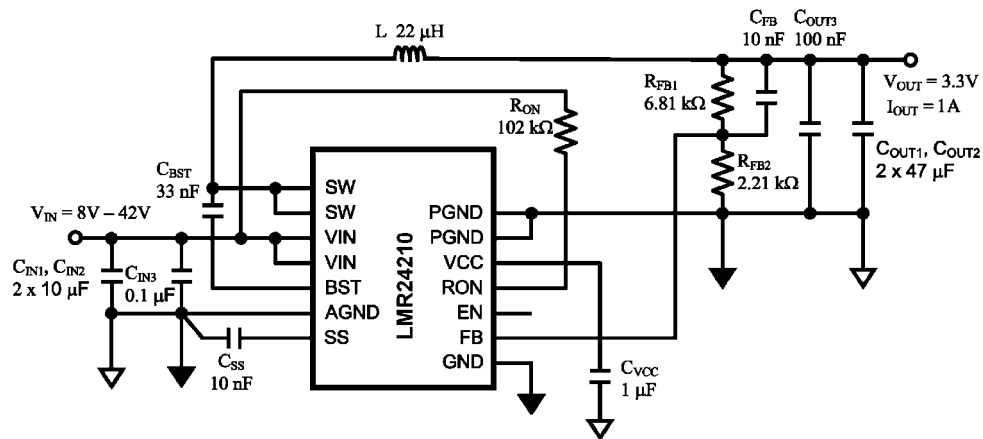 L 22 µH
C_FB
10 nF
C_OUT3
100 nF
V_OUT = 3.3V
I_OUT = 1A
R_FB1
6.81 kΩ
R_ON
102 kΩ
C_OUT1, C_OUT2
2 x 47 µF
R_FB2
2.21 kΩ
C_BST
33 nF
V_IN = 8V – 42V
C_IN1, C_IN2
2 x 10 µF
C_IN3
0.1 µF
C_SS
10 nF
SW
SW
VIN
VIN
BST
AGND
SS
LMR24210
PGND
PGND
VCC
RON
EN
FB
GND
C_VCC
1 µF